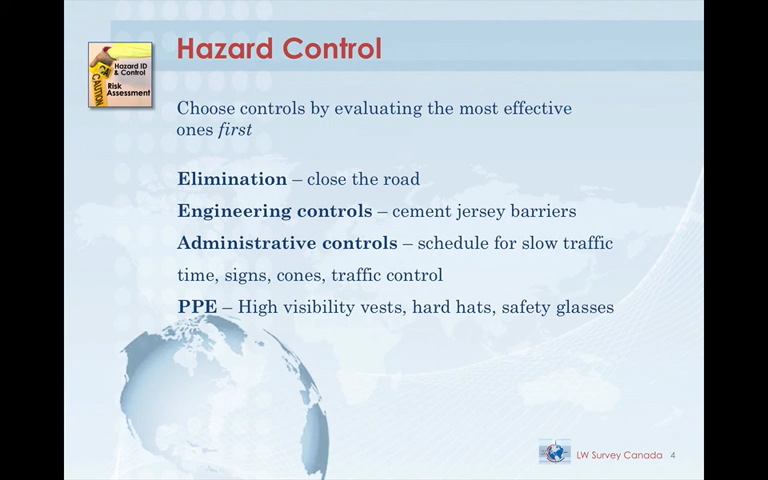 Hazard Control
Hazard ID
& Control
CAUTION
Risk
Assessment
Choose controls by evaluating the most effective
ones first
Elimination – close the road
Engineering controls – cement jersey barriers
Administrative controls – schedule for slow traffic
time, signs, cones, traffic control
PPE – High visibility vests, hard hats, safety glasses
LW Survey Canada 4